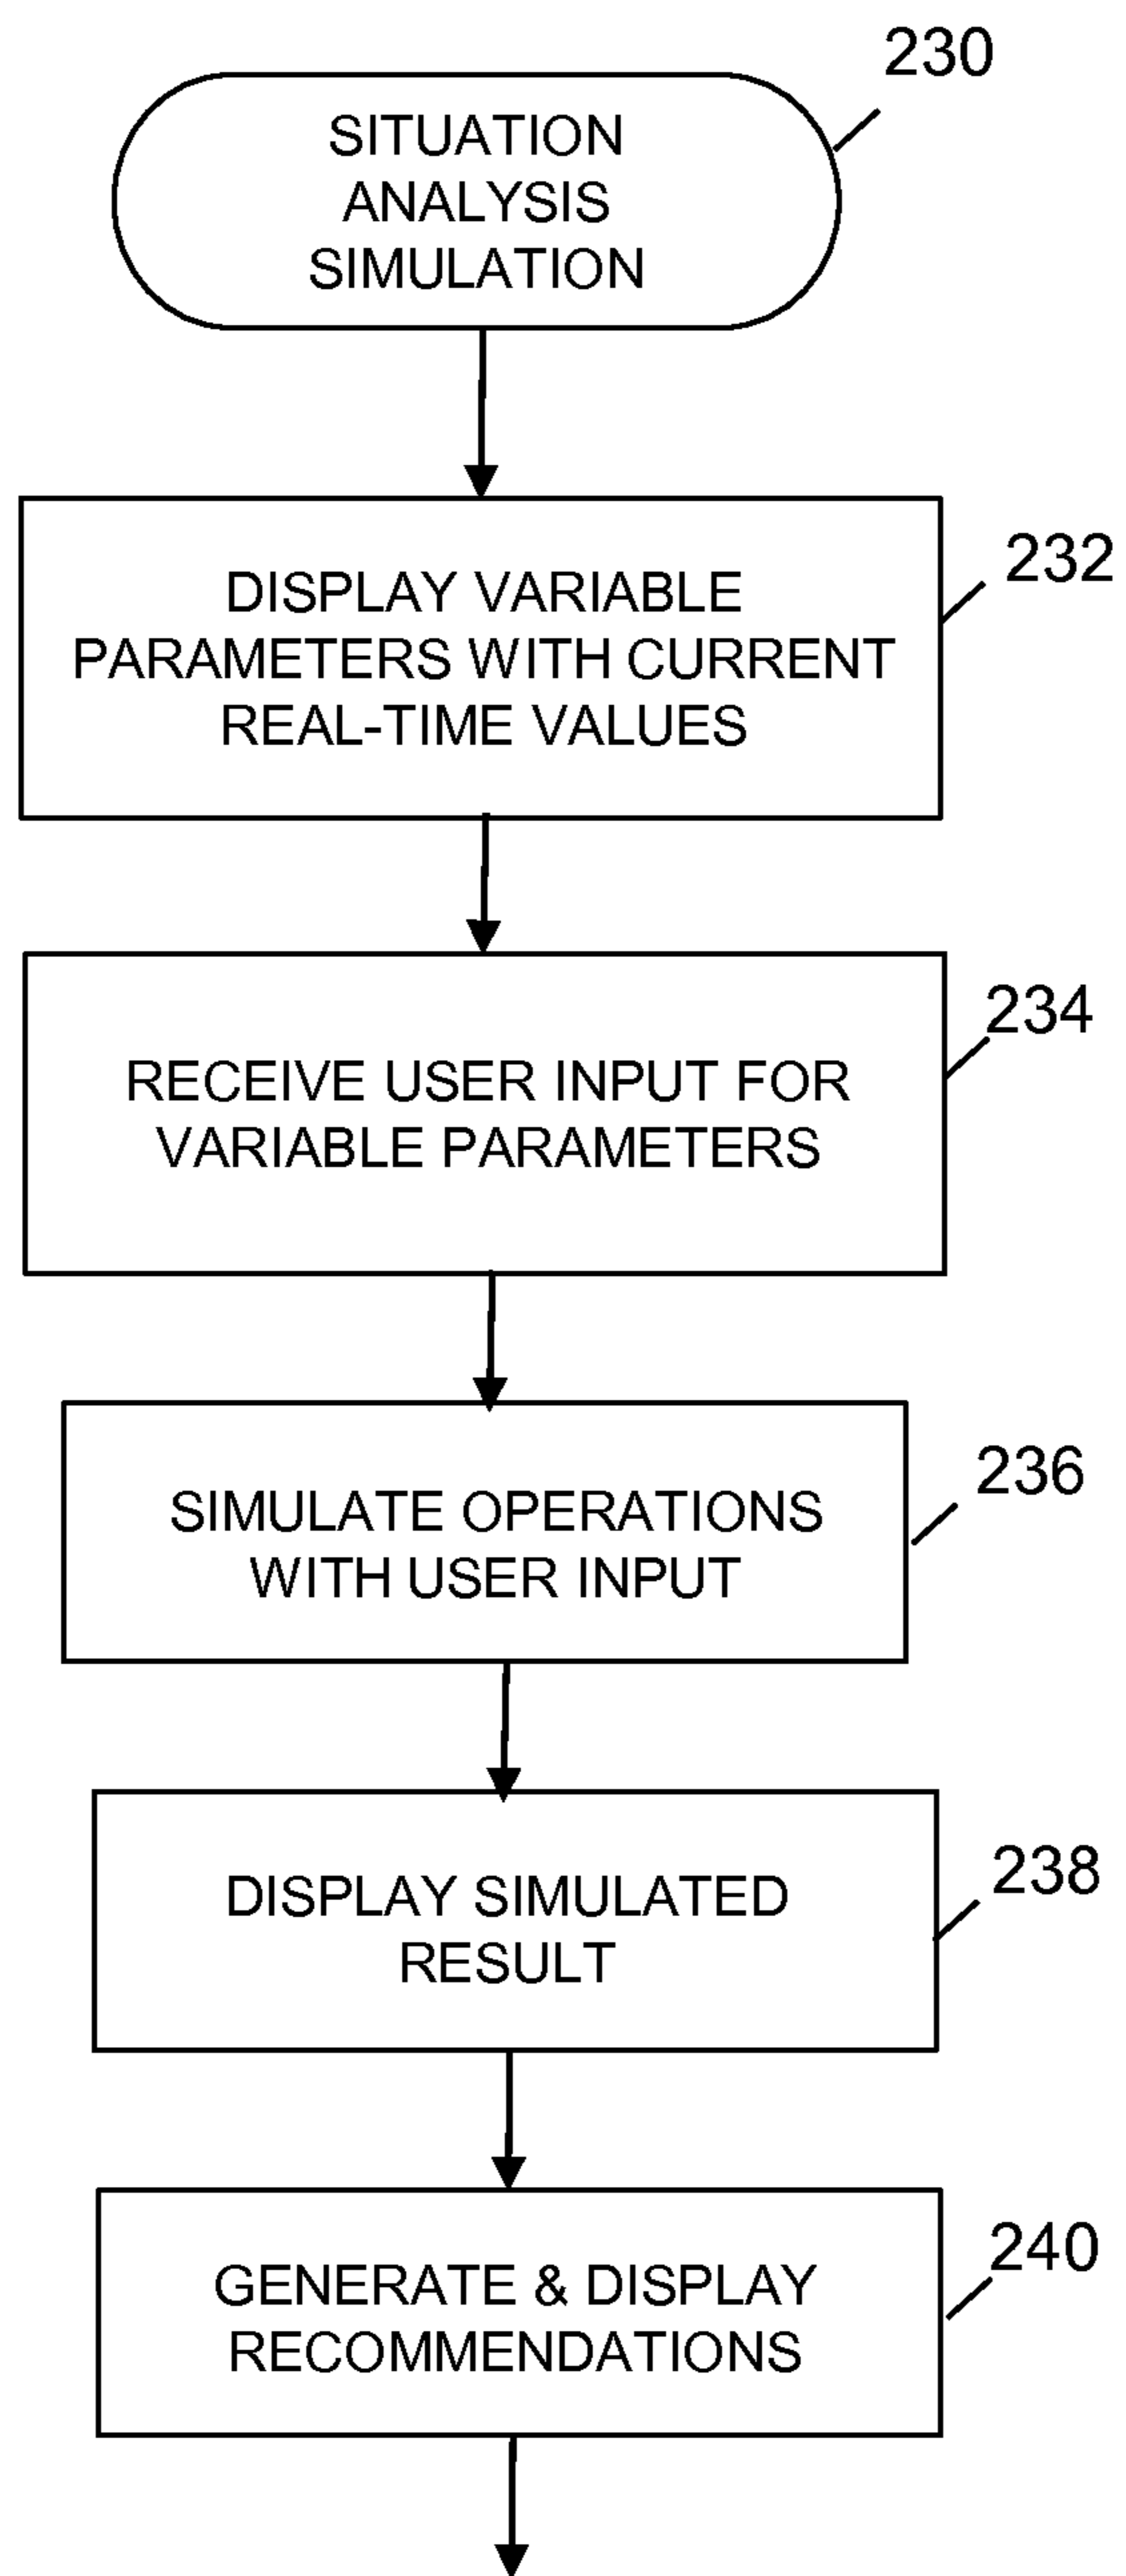 230
SITUATION
ANALYSIS
SIMULATION
232
DISPLAY VARIABLE
PARAMETERS WITH CURRENT
REAL-TIME VALUES
234
RECEIVE USER INPUT FOR
VARIABLE PARAMETERS
236
SIMULATE OPERATIONS
WITH USER INPUT
238
DISPLAY SIMULATED
RESULT
240
GENERATE & DISPLAY
RECOMMENDATIONS